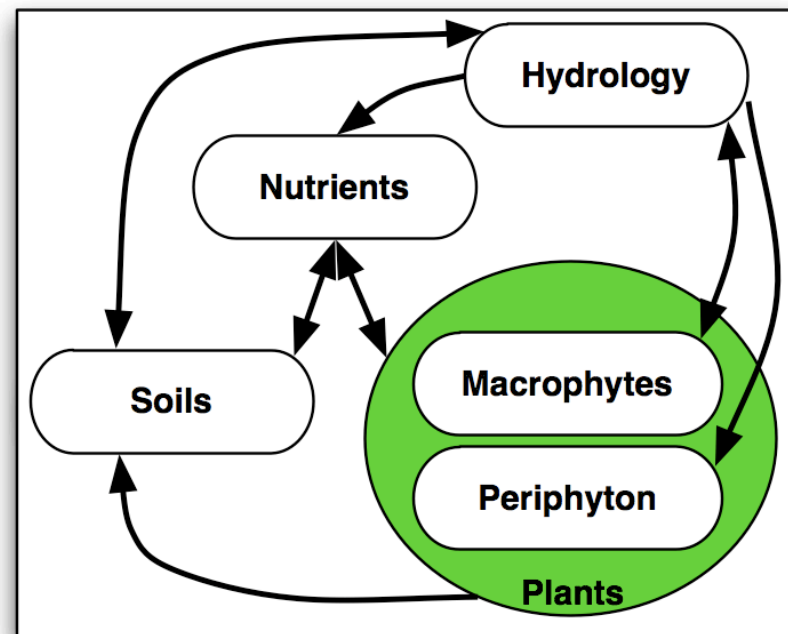 Hydrology
Nutrients
Soils
Macrophytes
Periphyton
Plants